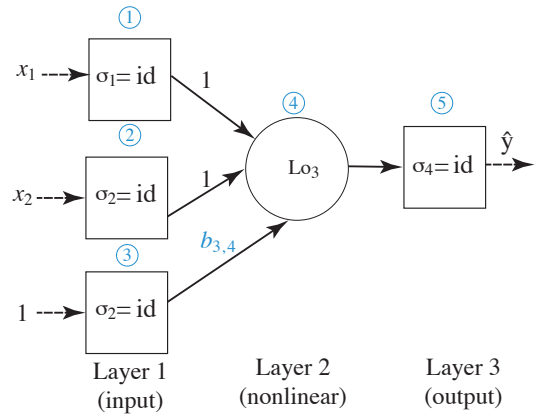 ①
x1
σ1= id
1
②
x2
σ2= id
1
③
1
σ2= id
b3,4
④
Lo3
⑤
σ4= id
ŷ
Layer 1
(input)
Layer 2
(nonlinear)
Layer 3
(output)